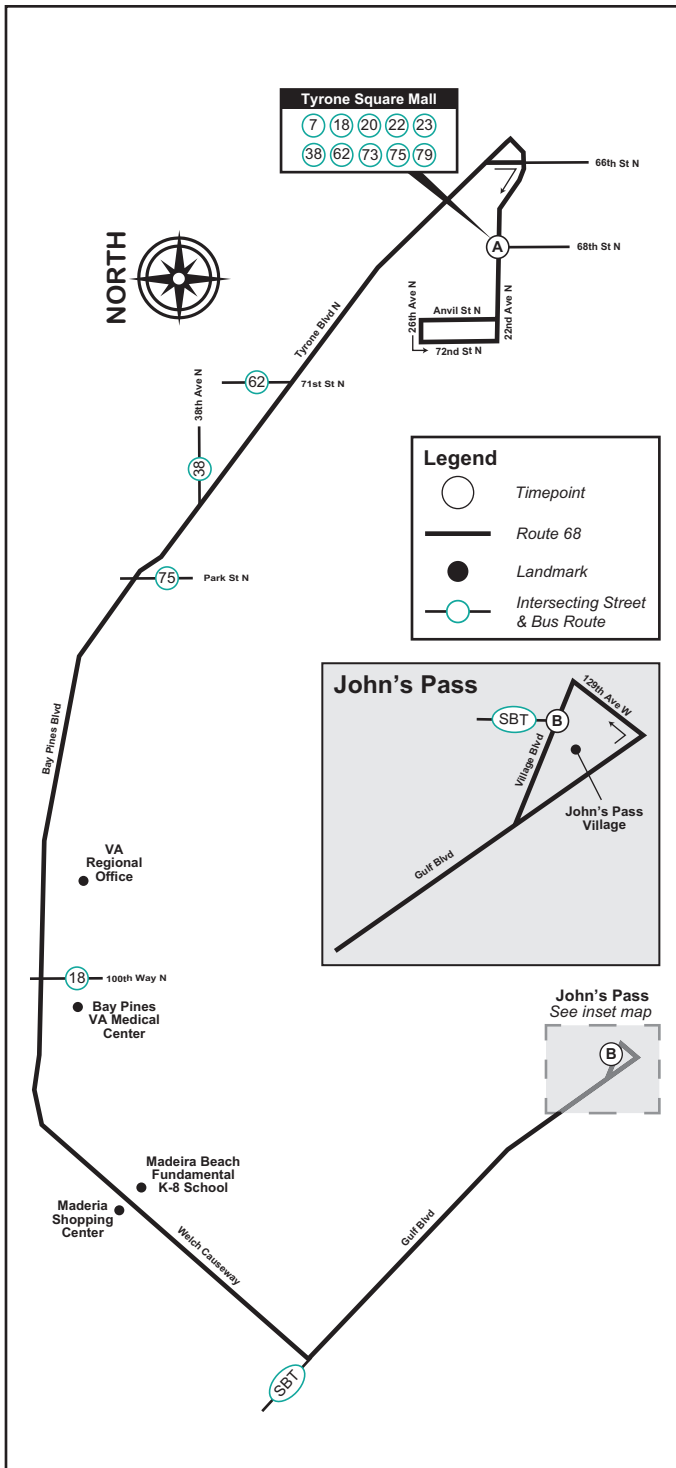 Tyrone Square Mall
7 18 20 22 23
38 62 73 75 79
66th St N
A
68th St N
NORTH
Tyrone Blvd N
26th Ave N
Anvil St N
22nd Ave N
72nd St N
62
71st St N
38th Ave N
38
75
Park St N
Legend
Timepoint
Route 68
Landmark
Intersecting Street
& Bus Route
John's Pass
129th Ave W
SBT
B
Village Blvd
John's Pass
Village
Gulf Blvd
Bay Pines Blvd
VA
Regional
Office
18
100th Way N
Bay Pines
VA Medical
Center
John's Pass
See inset map
B
Madeira Beach
Fundamental
K-8 School
Maderia
Shopping
Center
Welch Causeway
Gulf Blvd
SBT